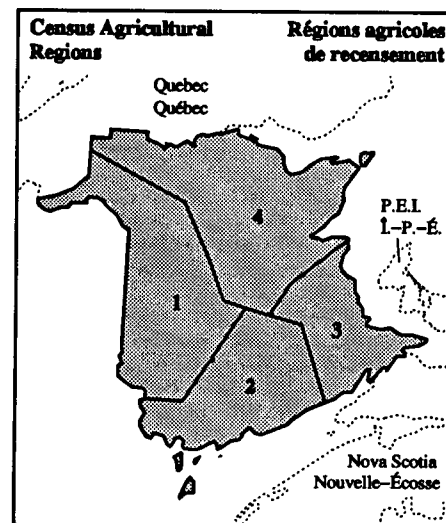 Census Agricultural
Regions
Régions agricoles
de recensement
Quebec
Québec
P.E.I.
Î.–P.–É.
4
1
3
2
Nova Scotia
Nouvelle–Écosse